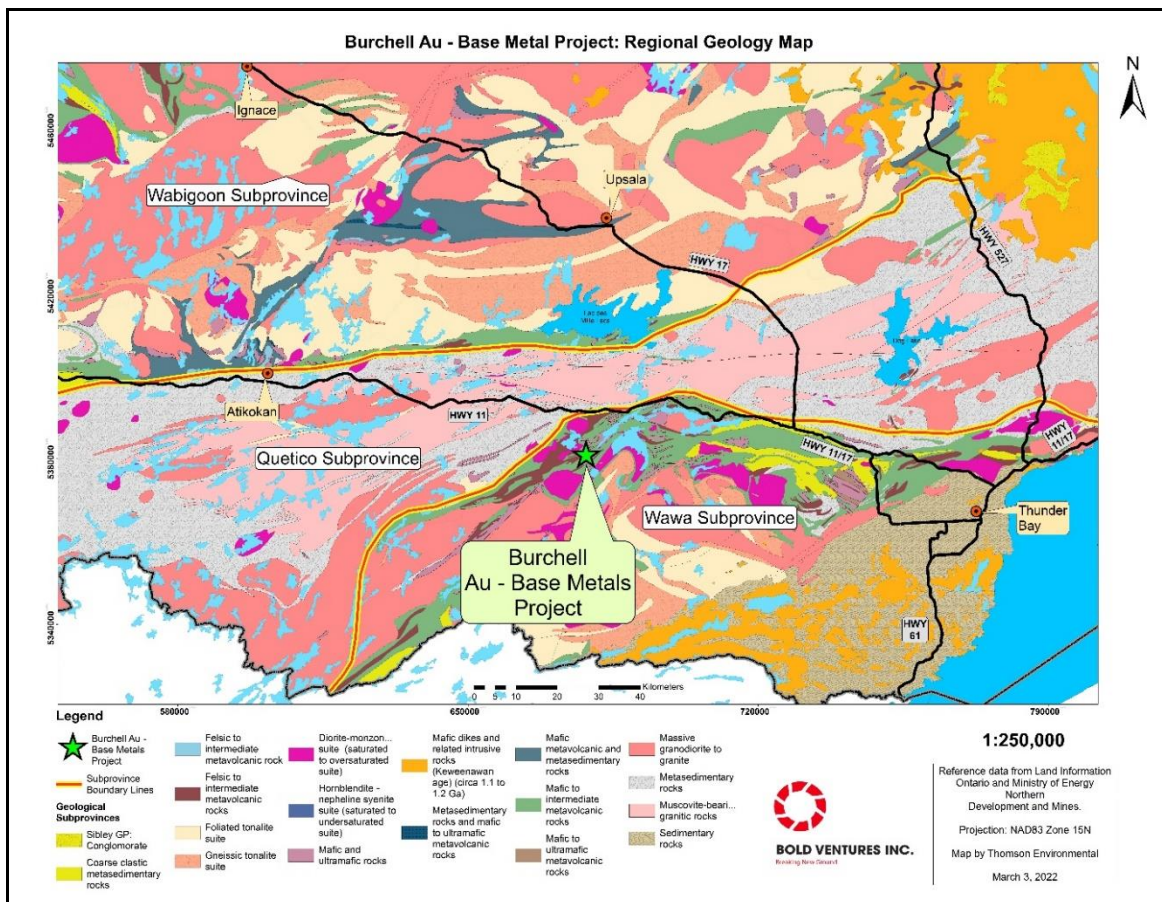 Burchell Au - Base Metal Project: Regional Geology Map
N
Ignace
5460000
Wabigoon Subprovince
Upsala
HWY 527
HWY 17
5420000
Atikokan
HWY 11
Quetico Subprovince
5380000
HWY 11/17
HWY
11/17
Wawa Subprovince
Thunder
Bay
Burchell
Au - Base Metals
Project
5340000
HWY
61
0 5 10 20 30 40
Kilometers
580000
650000
720000
790000
Legend
Burchell Au -
Base Metals
Project
Subprovince
Boundary Lines
Geological
Subprovinces
Sibley GP:
Conglomerate
Coarse clastic
metasedimentary
rocks
Felsic to
intermediate
metavolcanic rock
Felsic to
intermediate
metavolcanic
rocks
Foliated tonalite
suite
Gneissic tonalite
suite
Diorite-monzon...
suite (saturated
to oversaturated
suite)
Hornblendite -
nepheline syenite
suite (saturated to
undersaturated
suite)
Mafic and
ultramafic rocks
Mafic dikes and
related intrusive
rocks
(Keweenawan
age) (circa 1.1 to
1.2 Ga)
Metasedimentary
rocks and mafic
to ultramafic
metavolcanic rocks
Mafic
metavolcanic and
metasedimentary
rocks
Mafic to
intermediate
metavolcanic
rocks
Mafic to
ultramafic
metavolcanic
rocks
Massive
granodiorite to
granite
Metasedimentary
rocks
Muscovite-beari...
granitic rocks
Sedimentary
rocks
BOLD VENTURES INC.
Breaking New Ground
1:250,000
Reference data from Land Information
Ontario and Ministry of Energy
Northern
Development and Mines.
Projection: NAD83 Zone 15N
Map by Thomson Environmental
March 3, 2022